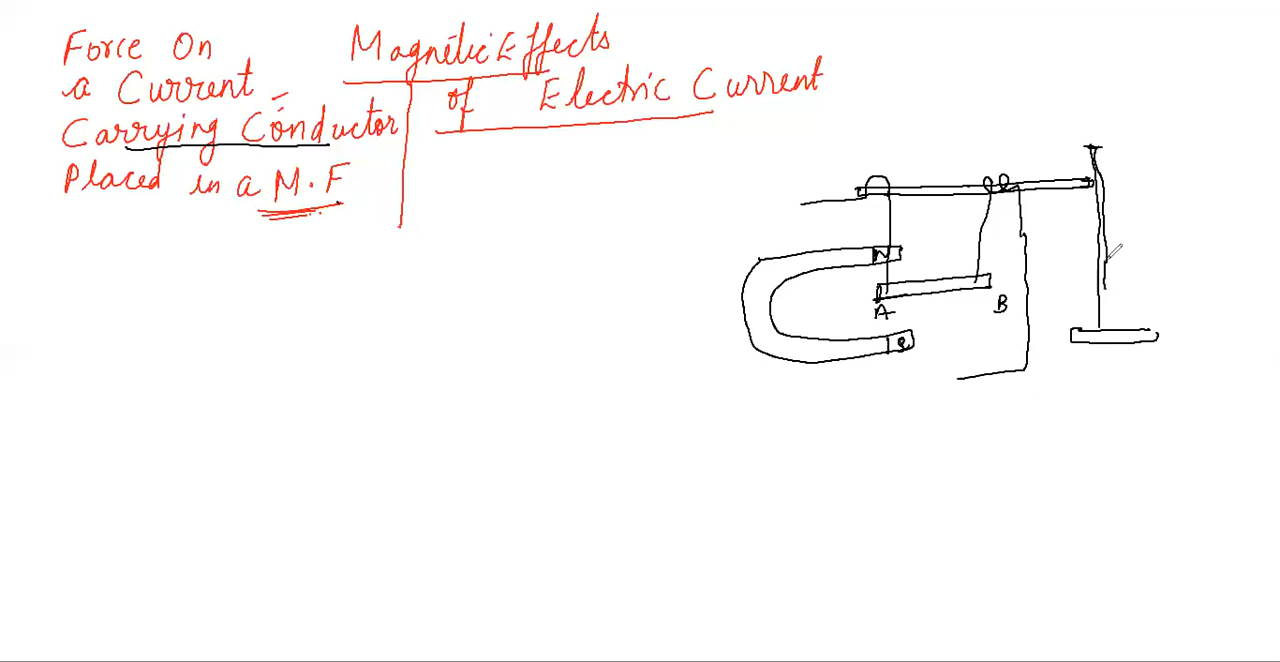 Force On
a Current
Carrying Conductor
Placed in a M.F
Magnetic Effects
of Electric Current
N
A
B
S